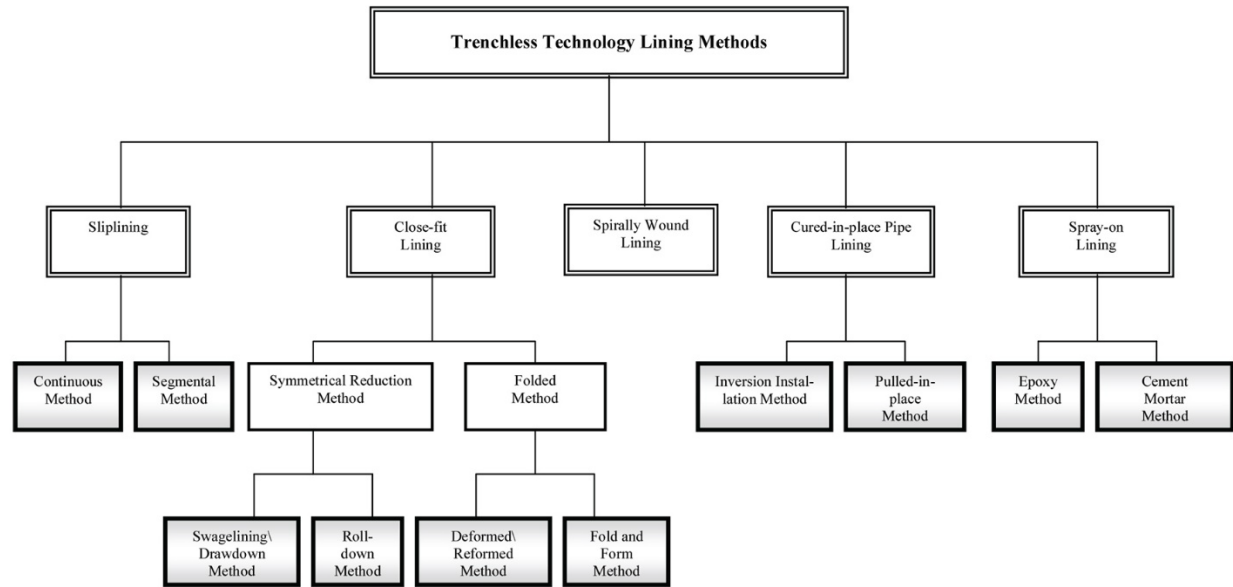 Trenchless Technology Lining Methods
Sliplining
Close-fit
Lining
Spirally Wound
Lining
Cured-in-place Pipe
Lining
Spray-on
Lining
Continuous
Method
Segmental
Method
Symmetrical Reduction
Method
Folded
Method
Inversion Instal-
lation Method
Pulled-in-
place
Method
Epoxy
Method
Cement
Mortar
Method
Swagelining\
Drawdown
Method
Roll-
down
Method
Deformed\
Reformed
Method
Fold and
Form
Method